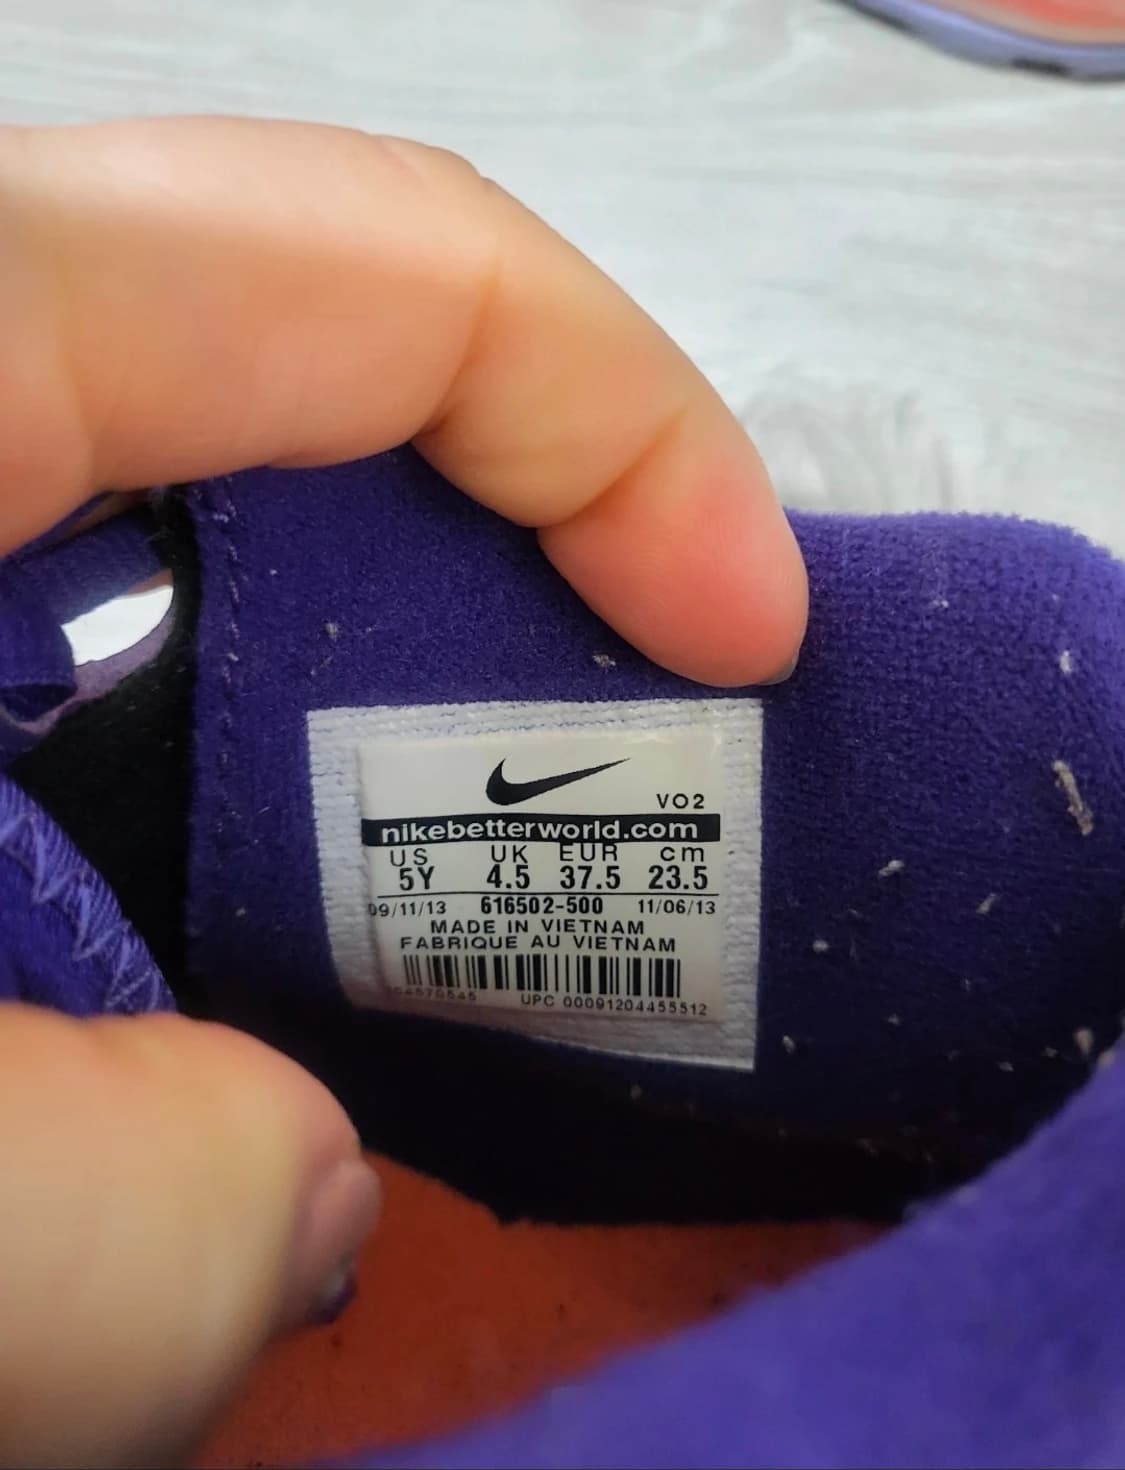 VO2
nikebetterworld.com
US UK EUR cm
5Y 4.5 37.5 23.5
09/11/13 616502-500 11/06/13
MADE IN VIETNAM
FABRIQUE AU VIETNAM
UPC 00091204455512